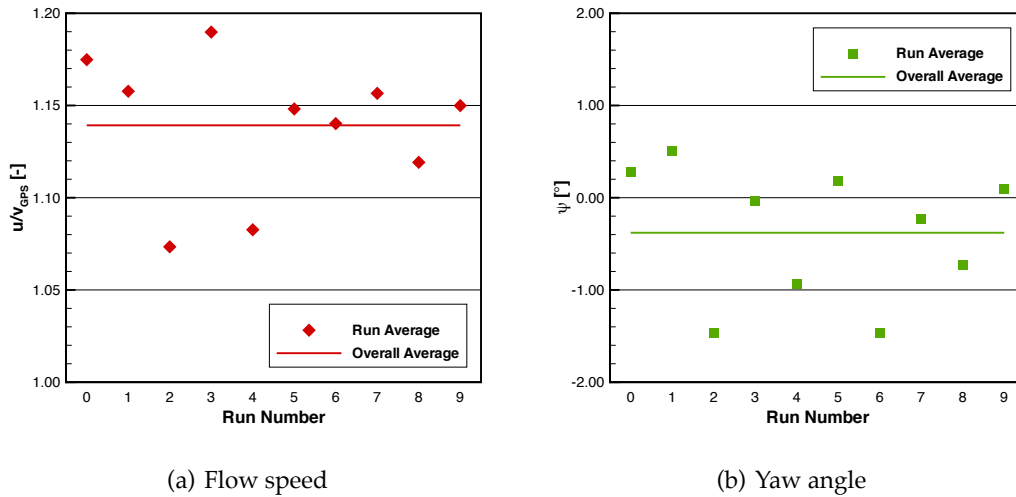 1.20
1.15
1.10
1.05
1.00
u/vGPS [-]
Run Average
Overall Average
0 1 2 3 4 5 6 7 8 9
Run Number
(a) Flow speed
2.00
1.00
0.00
-1.00
-2.00
ψ [°]
Run Average
Overall Average
0 1 2 3 4 5 6 7 8 9
Run Number
(b) Yaw angle